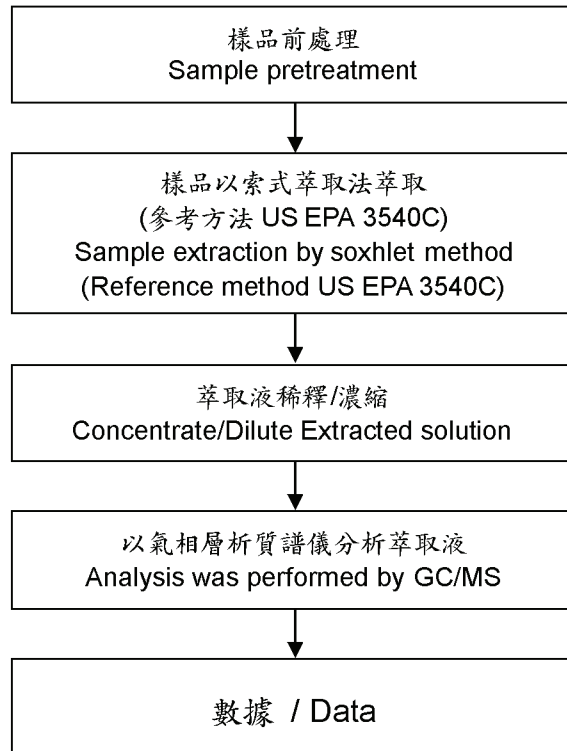 樣品前處理
Sample pretreatment
樣品以索式萃取法萃取
(參考方法 US EPA 3540C)
Sample extraction by soxhlet method
(Reference method US EPA 3540C)
萃取液稀釋/濃縮
Concentrate/Dilute Extracted solution
以氣相層析質譜儀分析萃取液
Analysis was performed by GC/MS
數據 / Data